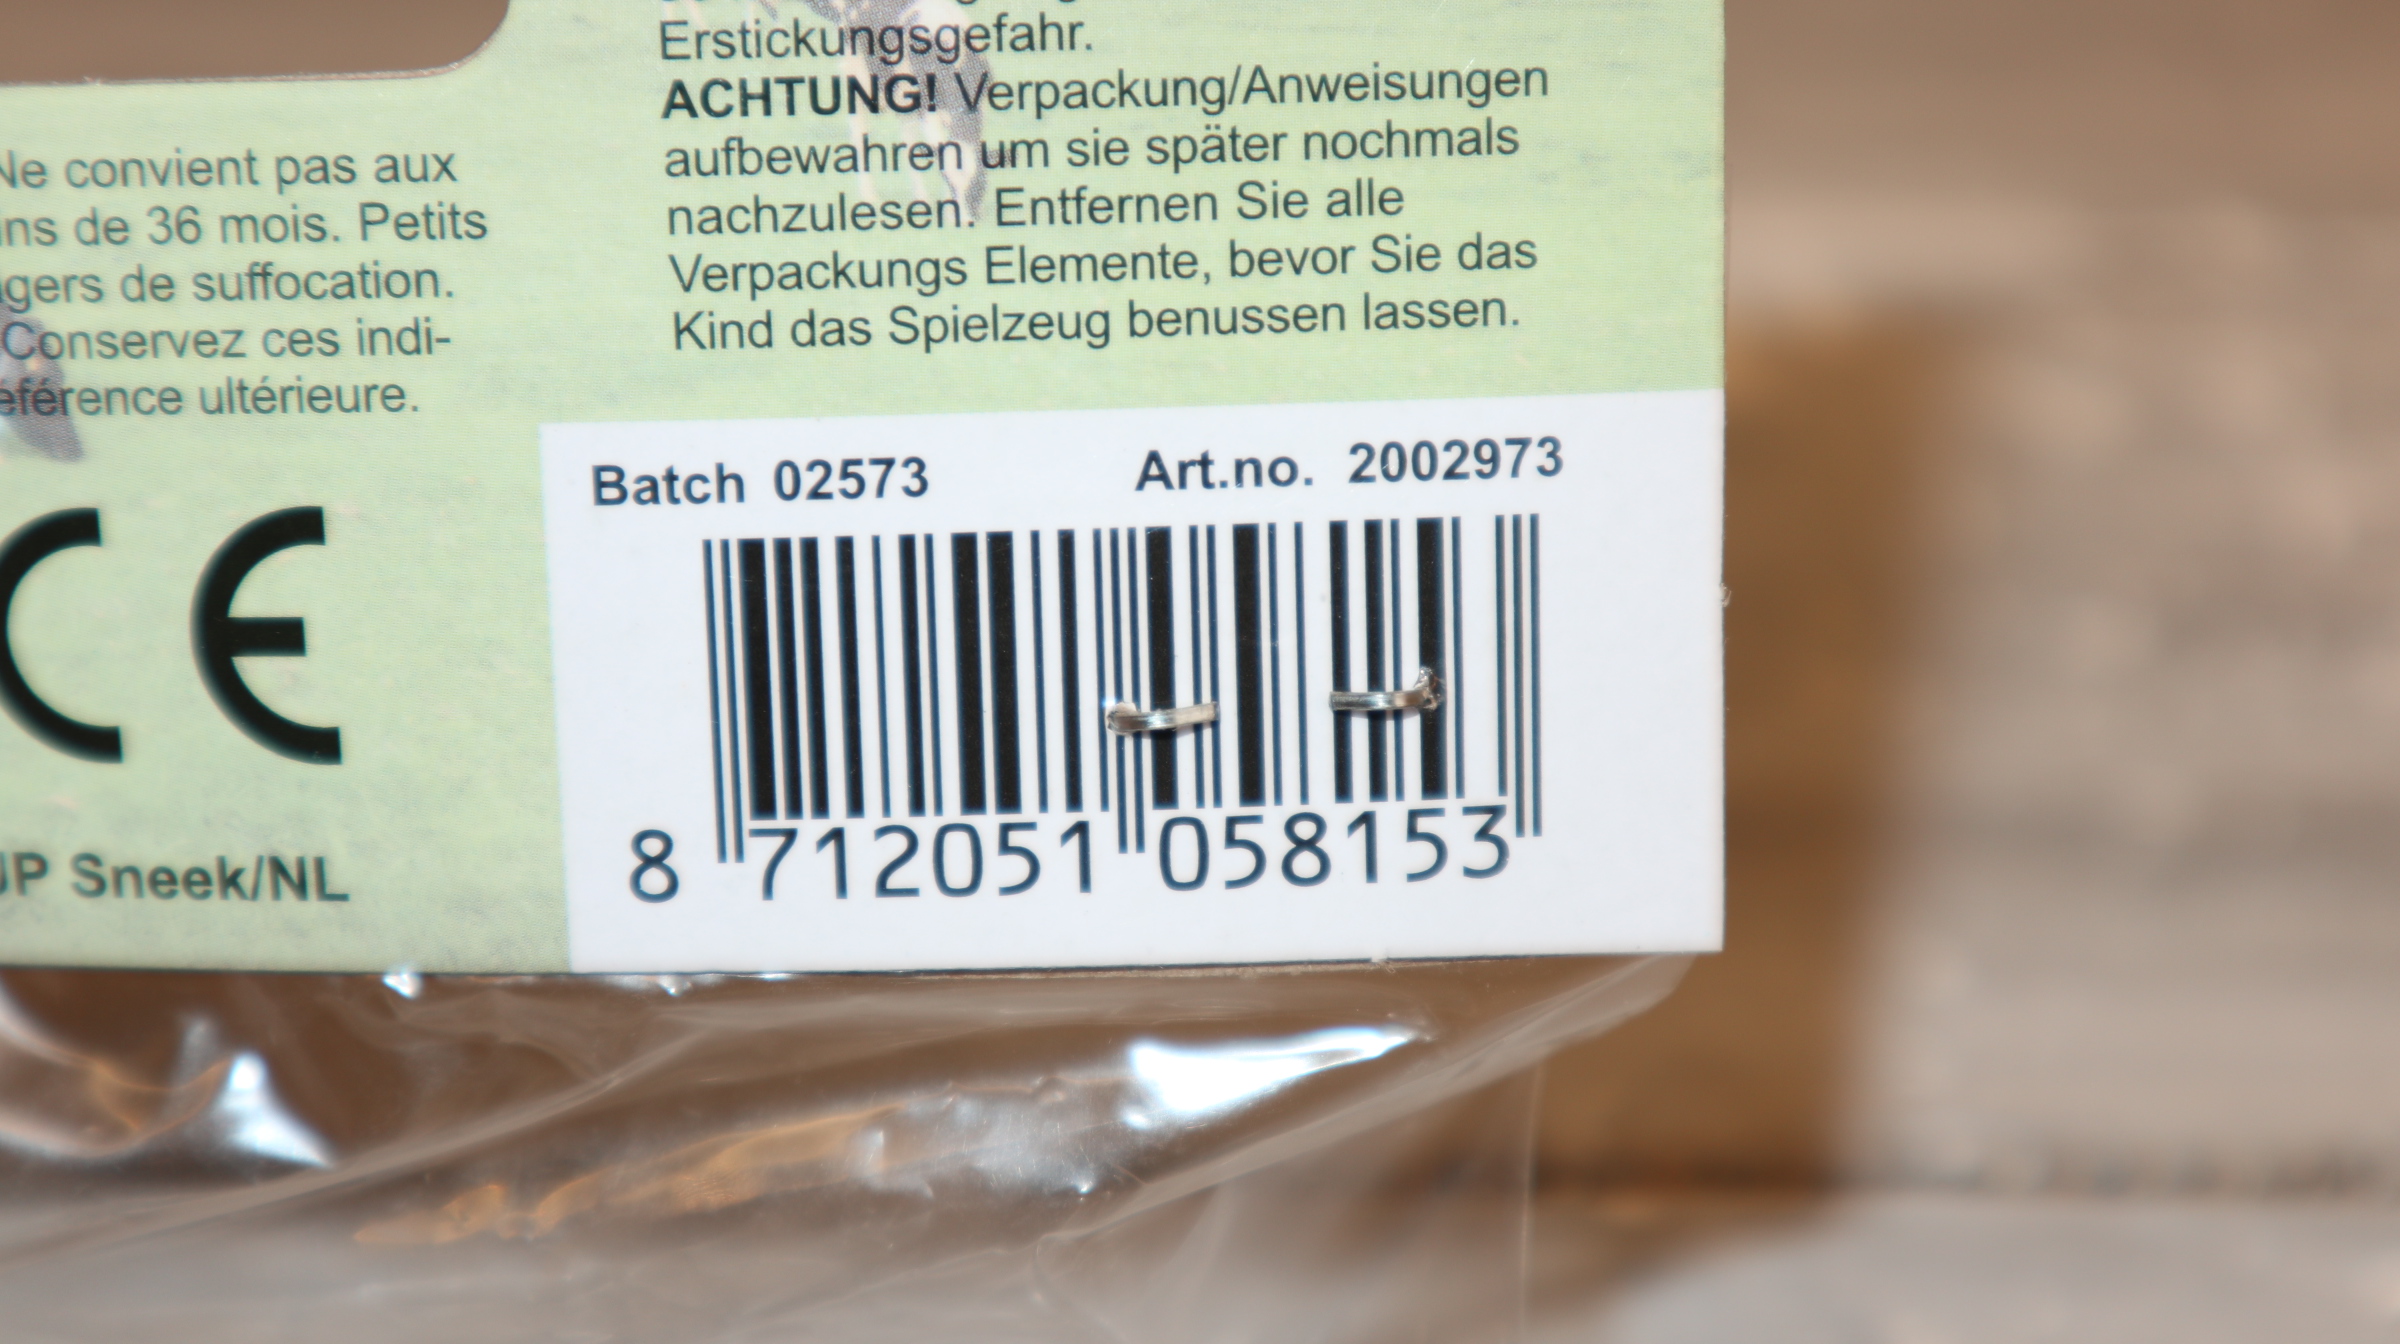 Ne convient pas aux
ns de 36 mois. Petits
gers de suffocation.
Conservez ces indi-
éférence ultérieure.
Erstickungsgefahr.
ACHTUNG! Verpackung/Anweisungen
aufbewahren um sie später nochmals
nachzulesen. Entfernen Sie alle
Verpackungs Elemente, bevor Sie das
Kind das Spielzeug benussen lassen.
CE
JP Sneek/NL
Batch 02573 Art.no. 2002973
8 712051 058153